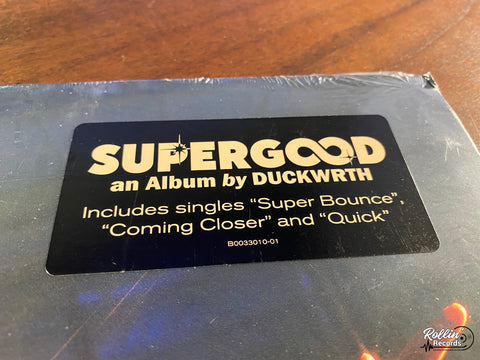 SUPERGOOD
an Album by DUCKWRTH
Includes singles “Super Bounce”,
“Coming Closer” and “Quick”
B0033010-01
Rollin'
Records